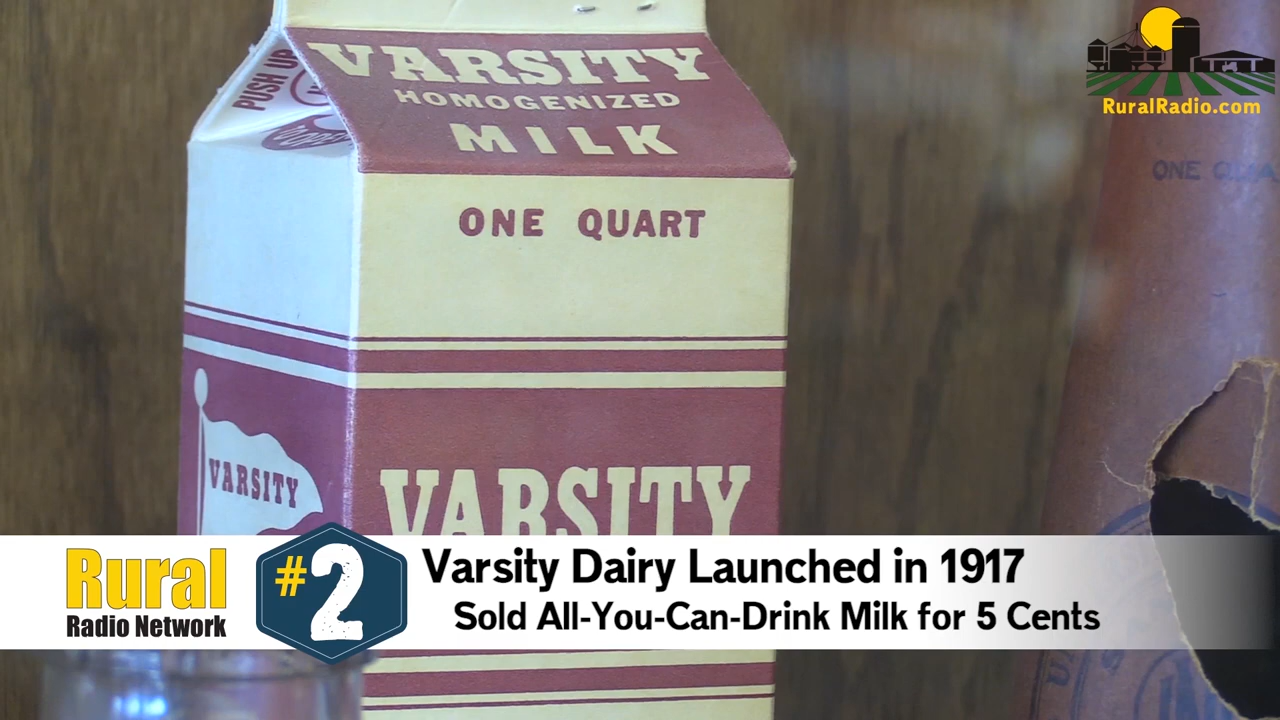 VARSITY
HOMOGENIZED
MILK
PUSH UP
ONE QUART
VARSITY
VARSITY
RuralRadio.com
ONE
Rural
Radio Network
#2
Varsity Dairy Launched in 1917
Sold All-You-Can-Drink Milk for 5 Cents